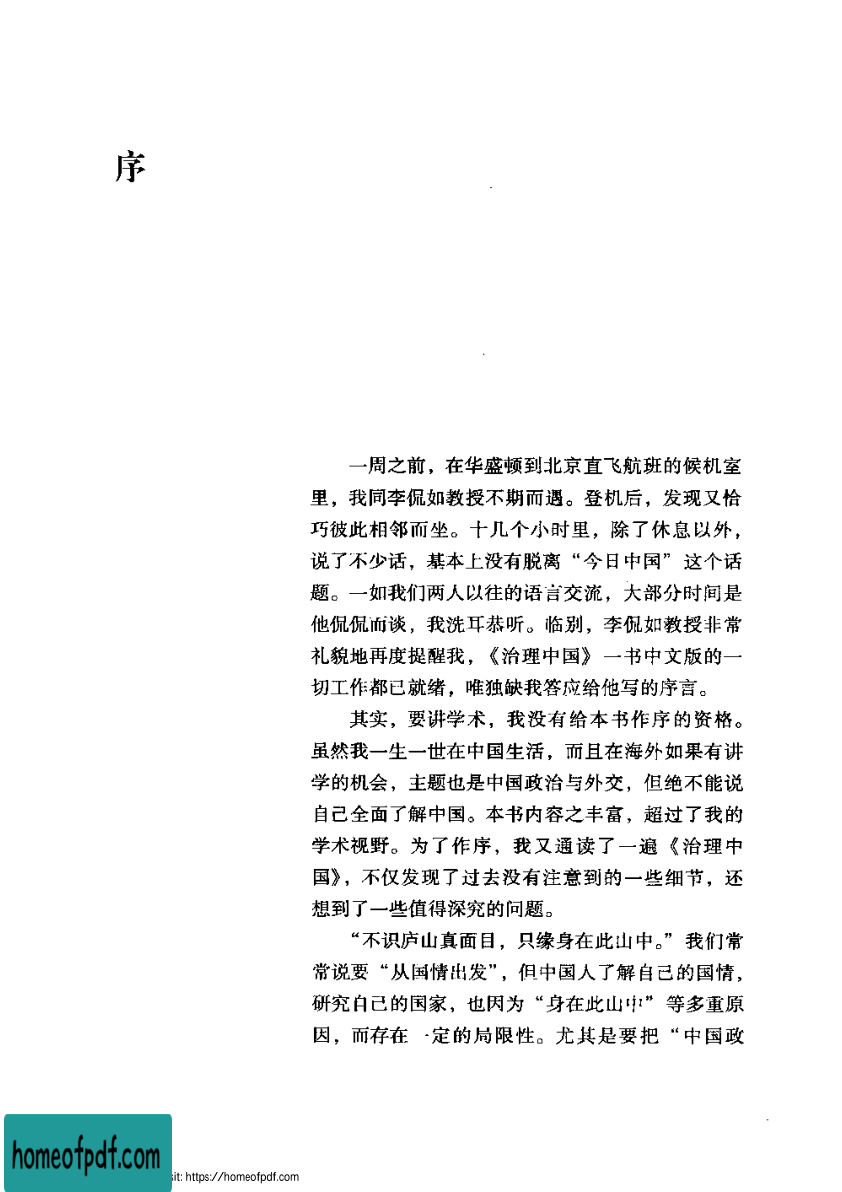 序
一周之前，在华盛顿到北京直飞航班的候机室
里，我同李侃如教授不期而遇。登机后，发现又恰
巧彼此相邻而坐。十几个小时里，除了休息以外，
说了不少话，基本上没有脱离“今日中国”这个话
题。一如我们两人以往的语言交流，大部分时间是
他侃侃而谈，我洗耳恭听。临别，李侃如教授非常
礼貌地再度提醒我，《治理中国》一书中文版的一
切工作都已就绪，唯独缺我答应给他写的序言。
其实，要讲学术，我没有给本书作序的资格。
虽然我一生一世在中国生活，而且在海外如果有讲
学的机会，主题也是中国政治与外交，但绝不能说
自己全面了解中国。本书内容之丰富，超过了我的
学术视野。为了作序，我又通读了一遍《治理中
国》，不仅发现了过去没有注意到的一些细节，还
想到了一些值得深究的问题。
“不识庐山真面目，只缘身在此山中。”我们常
常说要“从国情出发”，但中国人了解自己的国情，
研究自己的国家，也因为“身在此山中”等多重原
因，而存在一定的局限性。尤其是要把“中国政
homeofpdf.com
sit: https://homeofpdf.com